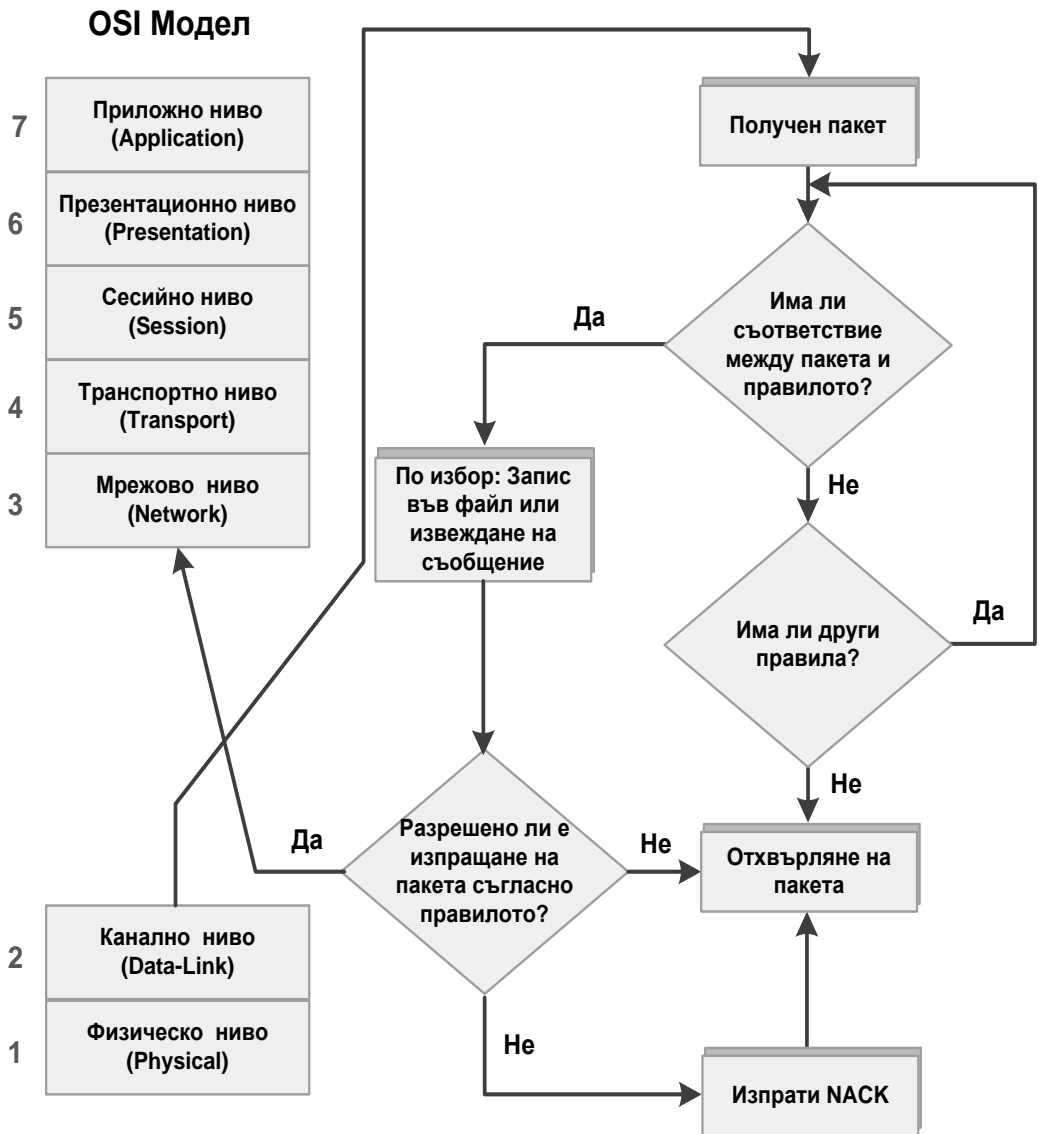 OSI Модел
7
Приложно ниво
(Application)
6
Презентационно ниво
(Presentation)
5
Сесийно ниво
(Session)
4
Транспортно ниво
(Transport)
3
Мрежово ниво
(Network)
2
Канално ниво
(Data-Link)
1
Физическо ниво
(Physical)
Получен пакет
Има ли
съответствие
между пакета и
правилото?
Да
Не
По избор: Запис
във файл или
извеждане на
съобщение
Има ли други
правила?
Да
Не
Разрешено ли е
изпращане на
пакета съгласно
правилото?
Да
Не
Не
Отхвърляне на
пакета
Изпрати NACK